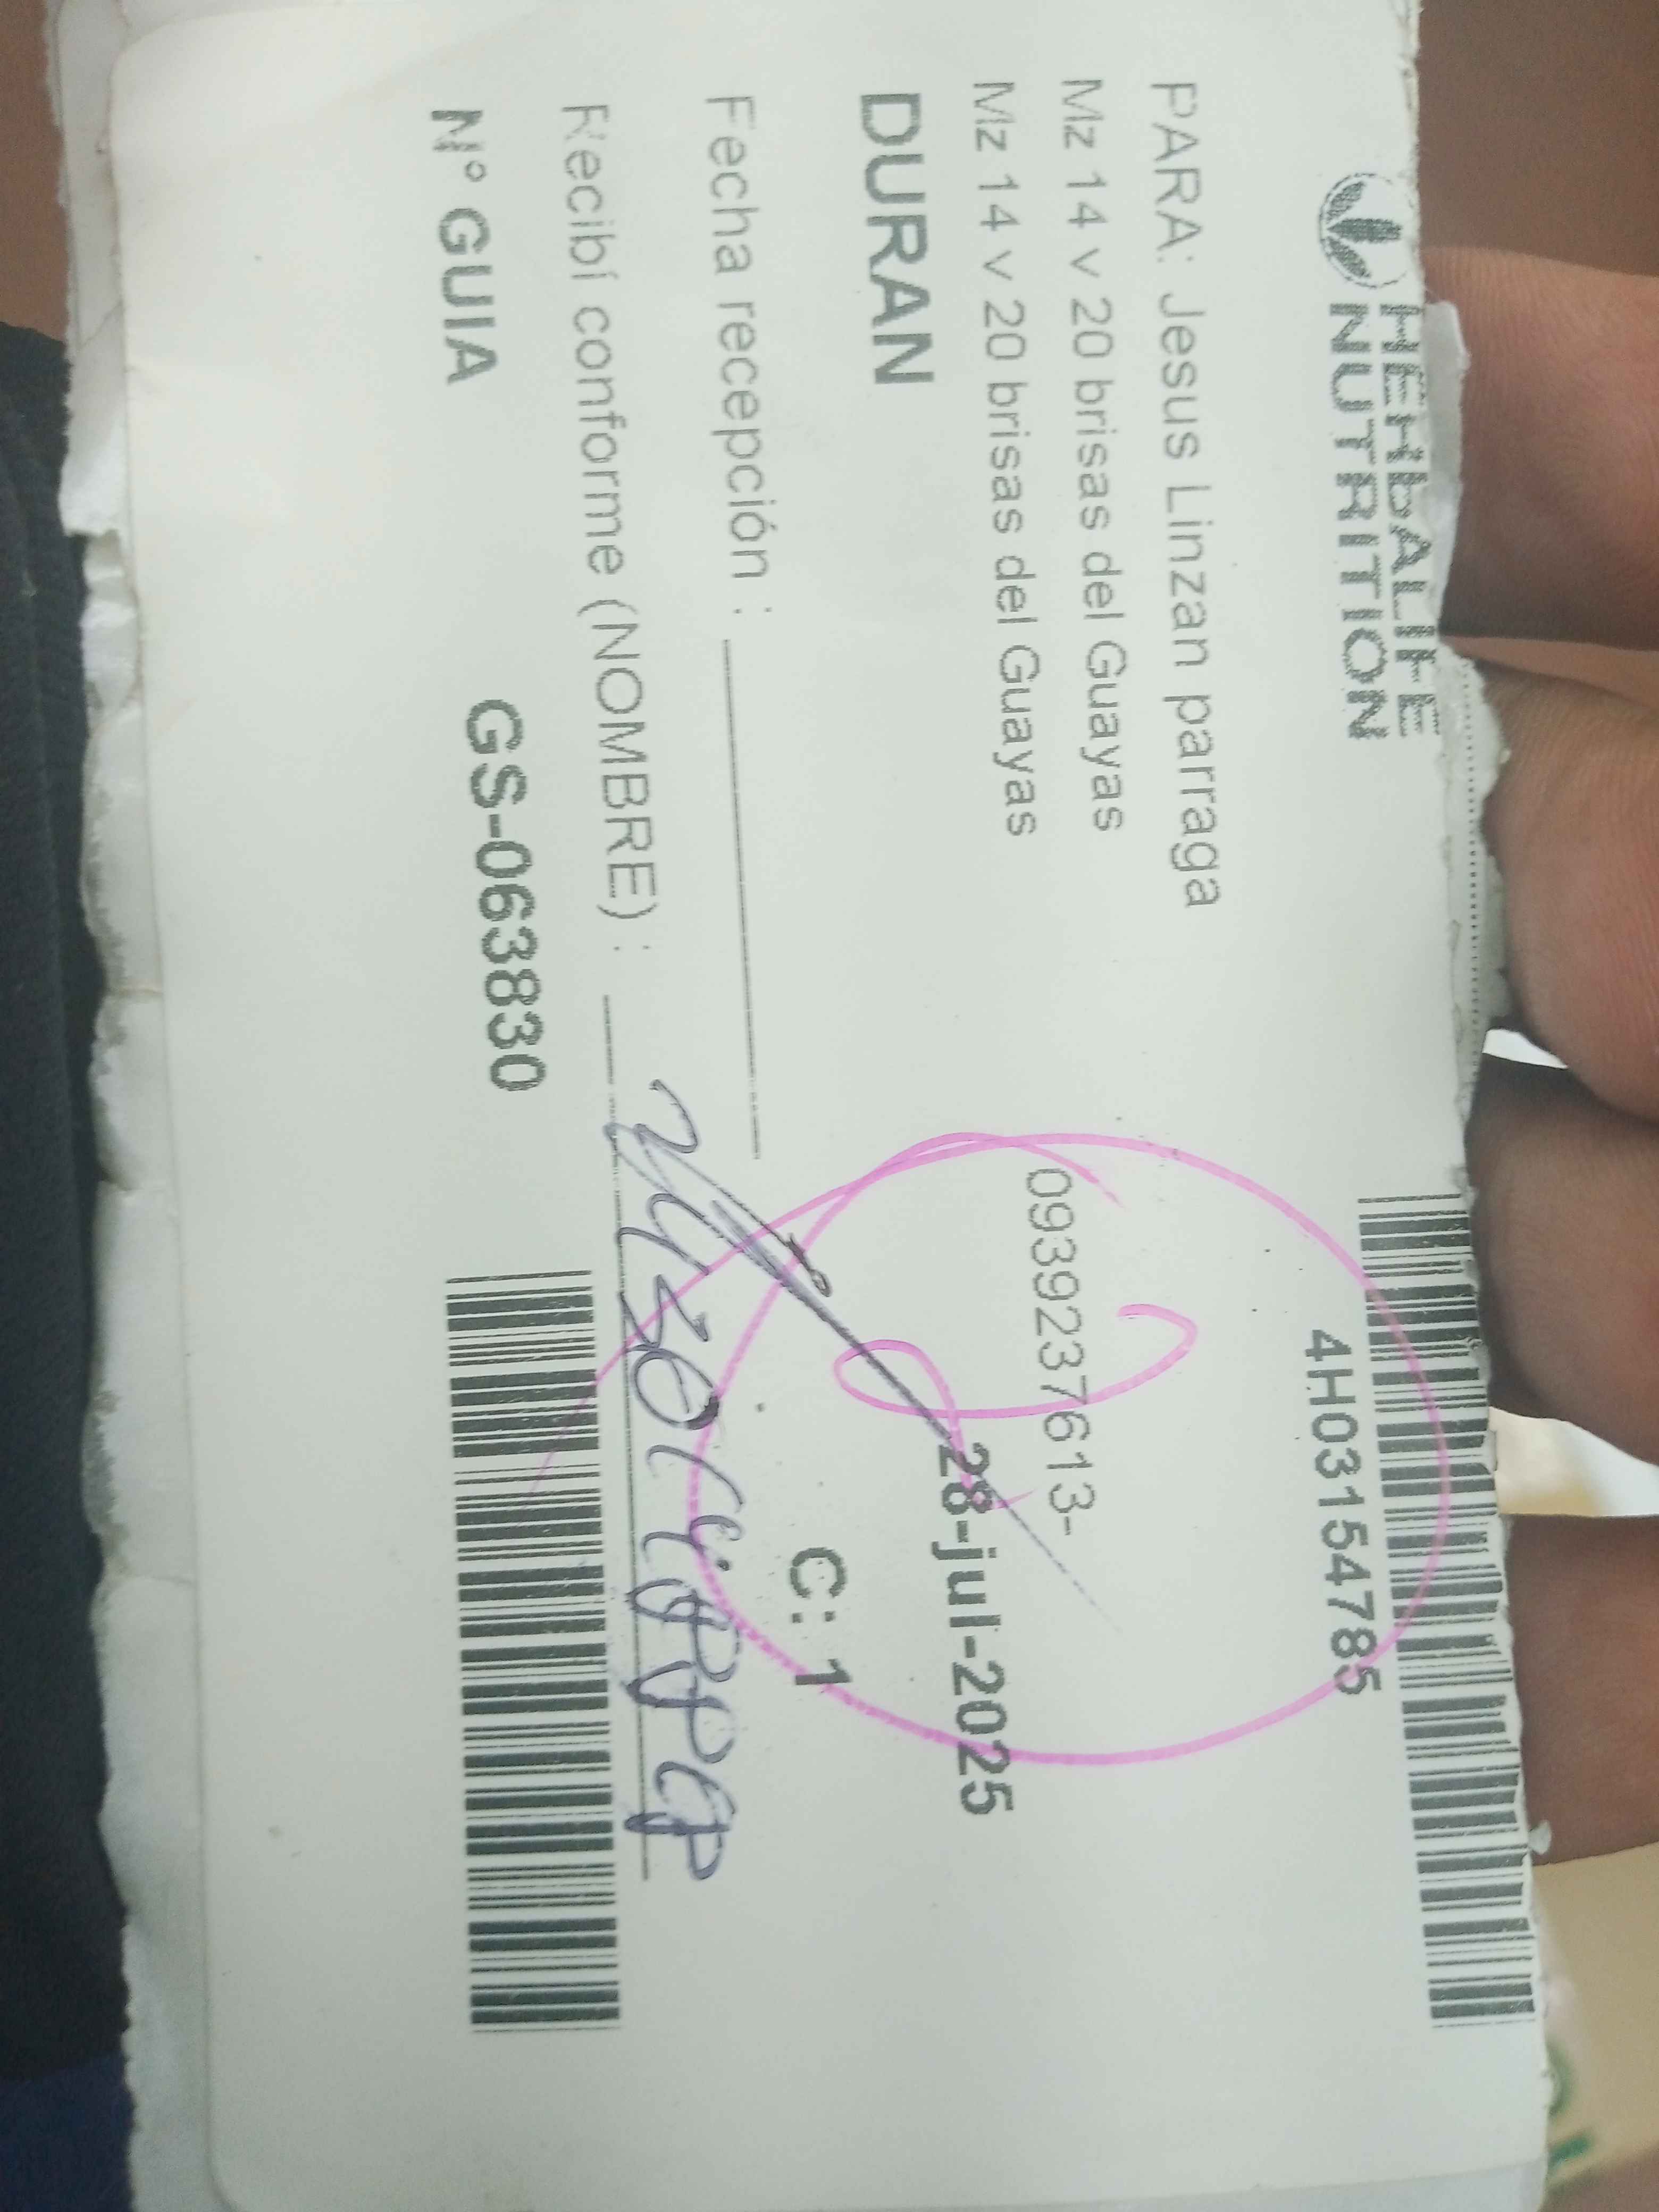 HERBALIFE
NUTRITION
4H03154785
PARA: Jesus Linzan parraga
Mz 14 v 20 brisas del Guayas
Mz 14 v 20 brisas del Guayas
0939237613-
DURAN
28-jul-2025
Fecha recepción :
C: 1
Recibí conforme (NOMBRE) :
N° GUIA
GS-063830